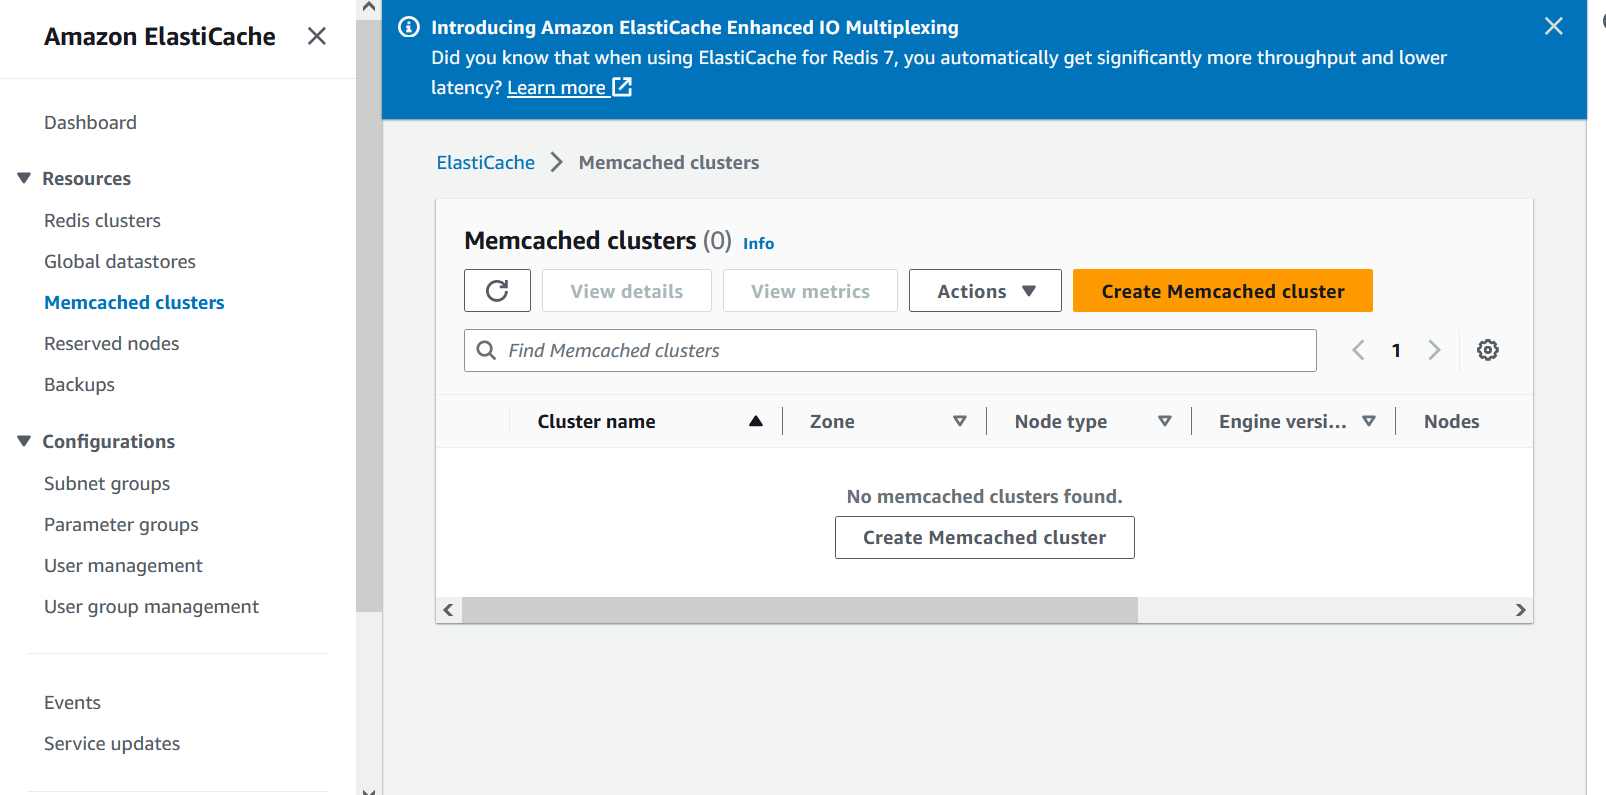 Amazon ElastiCache
Dashboard
Resources
Redis clusters
Global datastores
Memcached clusters
Reserved nodes
Backups
Configurations
Subnet groups
Parameter groups
User management
User group management
Events
Service updates
Introducing Amazon ElastiCache Enhanced IO Multiplexing
Did you know that when using ElastiCache for Redis 7, you automatically get significantly more throughput and lower
latency? Learn more
ElastiCache > Memcached clusters
Memcached clusters (0) Info
View details View metrics Actions Create Memcached cluster
Find Memcached clusters 1
Cluster name Zone Node type Engine versi... Nodes
No memcached clusters found.
Create Memcached cluster